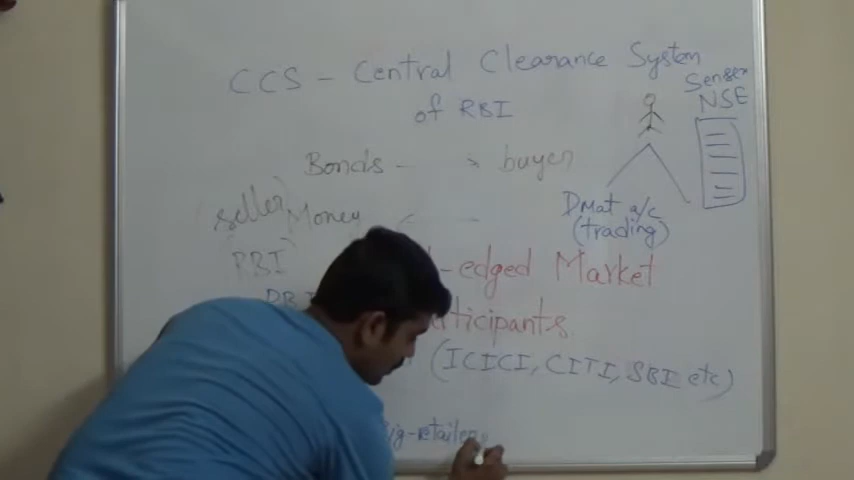 CCS - Central Clearance System
of RBI
Sensex
NSE
Bonds - > buyer
seller Money
Dmat a/c
(trading)
RBI
-edged Market
articipants
(ICICI, CITI, SBI etc)
ig-retailers